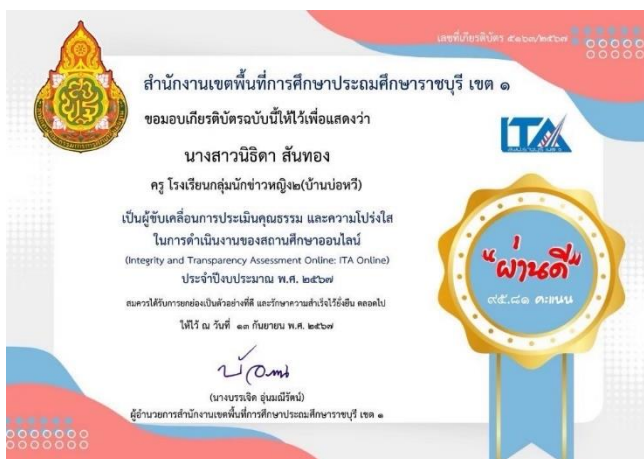 เลขที่เกียรติบัตร ๕๑๖๓/๒๕๖๗
สำนักงานเขตพื้นที่การศึกษาประถมศึกษาราชบุรี เขต ๑
ขอมอบเกียรติบัตรฉบับนี้ให้ไว้เพื่อแสดงว่า
ITA
นางสาวนิธิดา สันทอง
ครู โรงเรียนกลุ่มนักข่าวหญิง๒(บ้านบ่อหวี)
เป็นผู้ขับเคลื่อนการประเมินคุณธรรม และความโปร่งใส
ในการดำเนินงานของสถานศึกษาออนไลน์
(Integrity and Transparency Assessment Online: ITA Online)
ประจำปีงบประมาณ พ.ศ. ๒๕๖๗
"ผ่านดี"
๙๕.๘๑ คะแนน
สมควรได้รับการยกย่องเป็นตัวอย่างที่ดี และรักษาความสำเร็จไว้ยั่งยืน ตลอดไป
ให้ไว้ ณ วันที่ ๑๓ กันยายน พ.ศ. ๒๕๖๗
(นางบรรเจิด อุ่นมณีรัตน์)
ผู้อำนวยการสำนักงานเขตพื้นที่การศึกษาประถมศึกษาราชบุรี เขต ๑